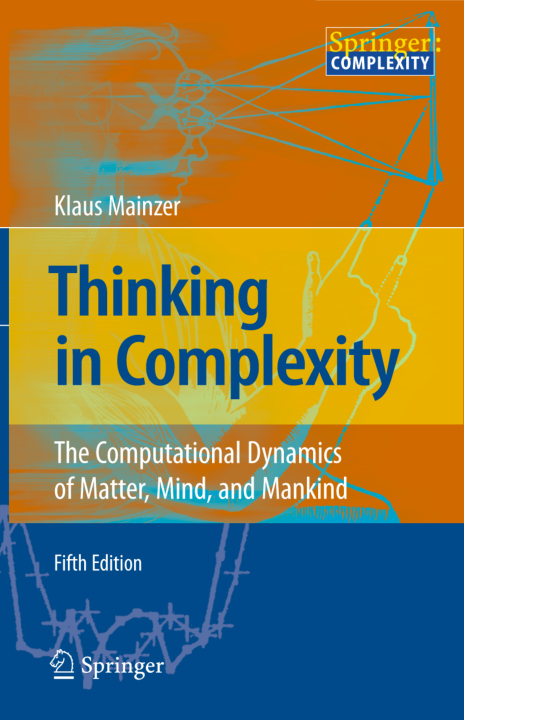 Springer:
COMPLEXITY
Klaus Mainzer
Thinking
in Complexity
The Computational Dynamics
of Matter, Mind, and Mankind
Fifth Edition
Springer